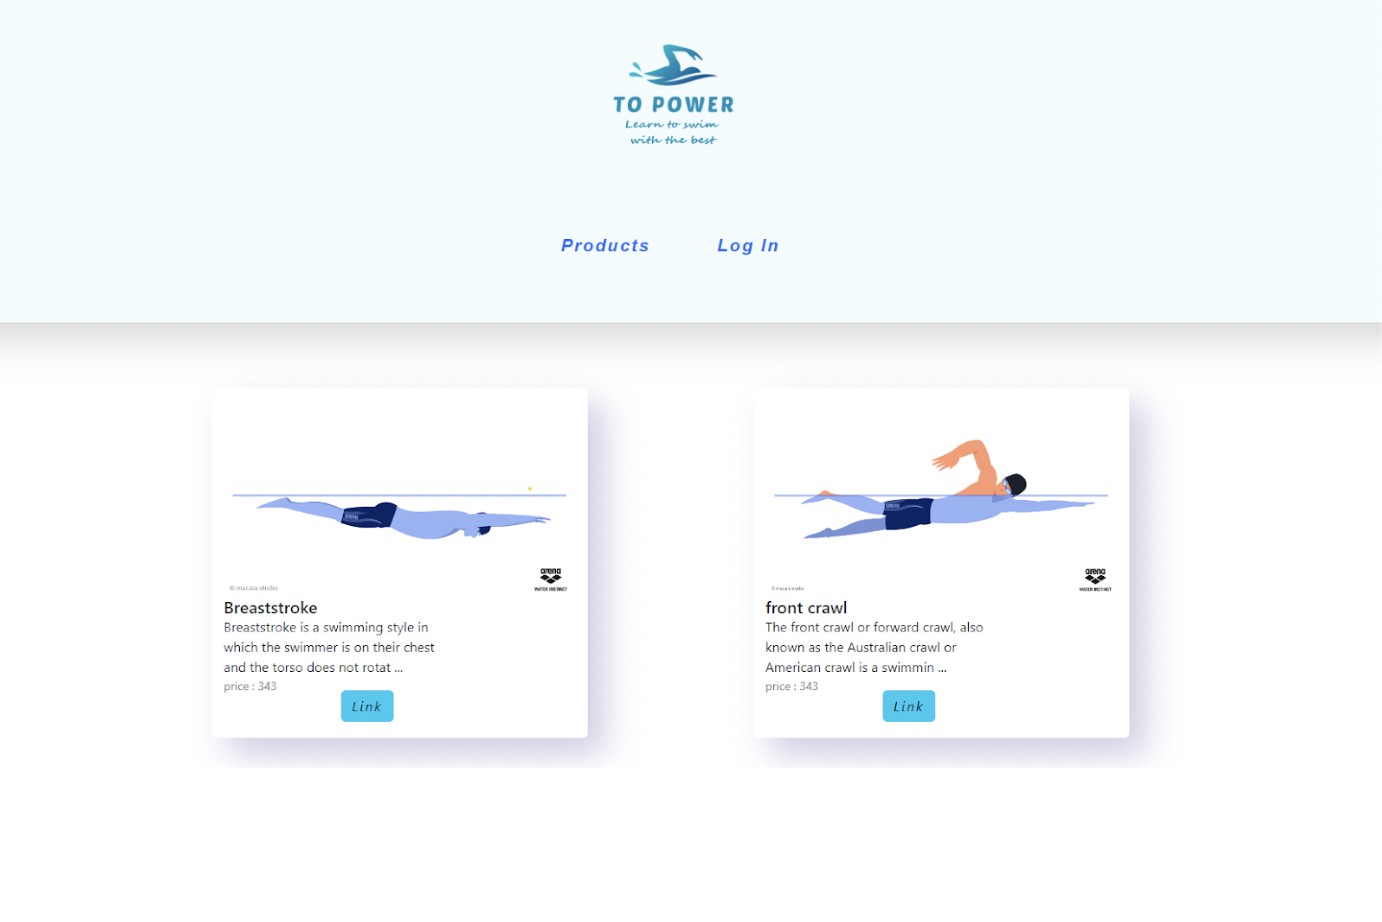 TO POWER
Learn to swim
with the best
Products
Log In
arena
WATER INSTINCT
© macaia studio
Breaststroke
Breaststroke is a swimming style in
which the swimmer is on their chest
and the torso does not rotat ...
price : 343
Link
arena
arena
WATER INSTINCT
front crawl
The front crawl or forward crawl, also
known as the Australian crawl or
American crawl is a swimmin ...
price : 343
Link